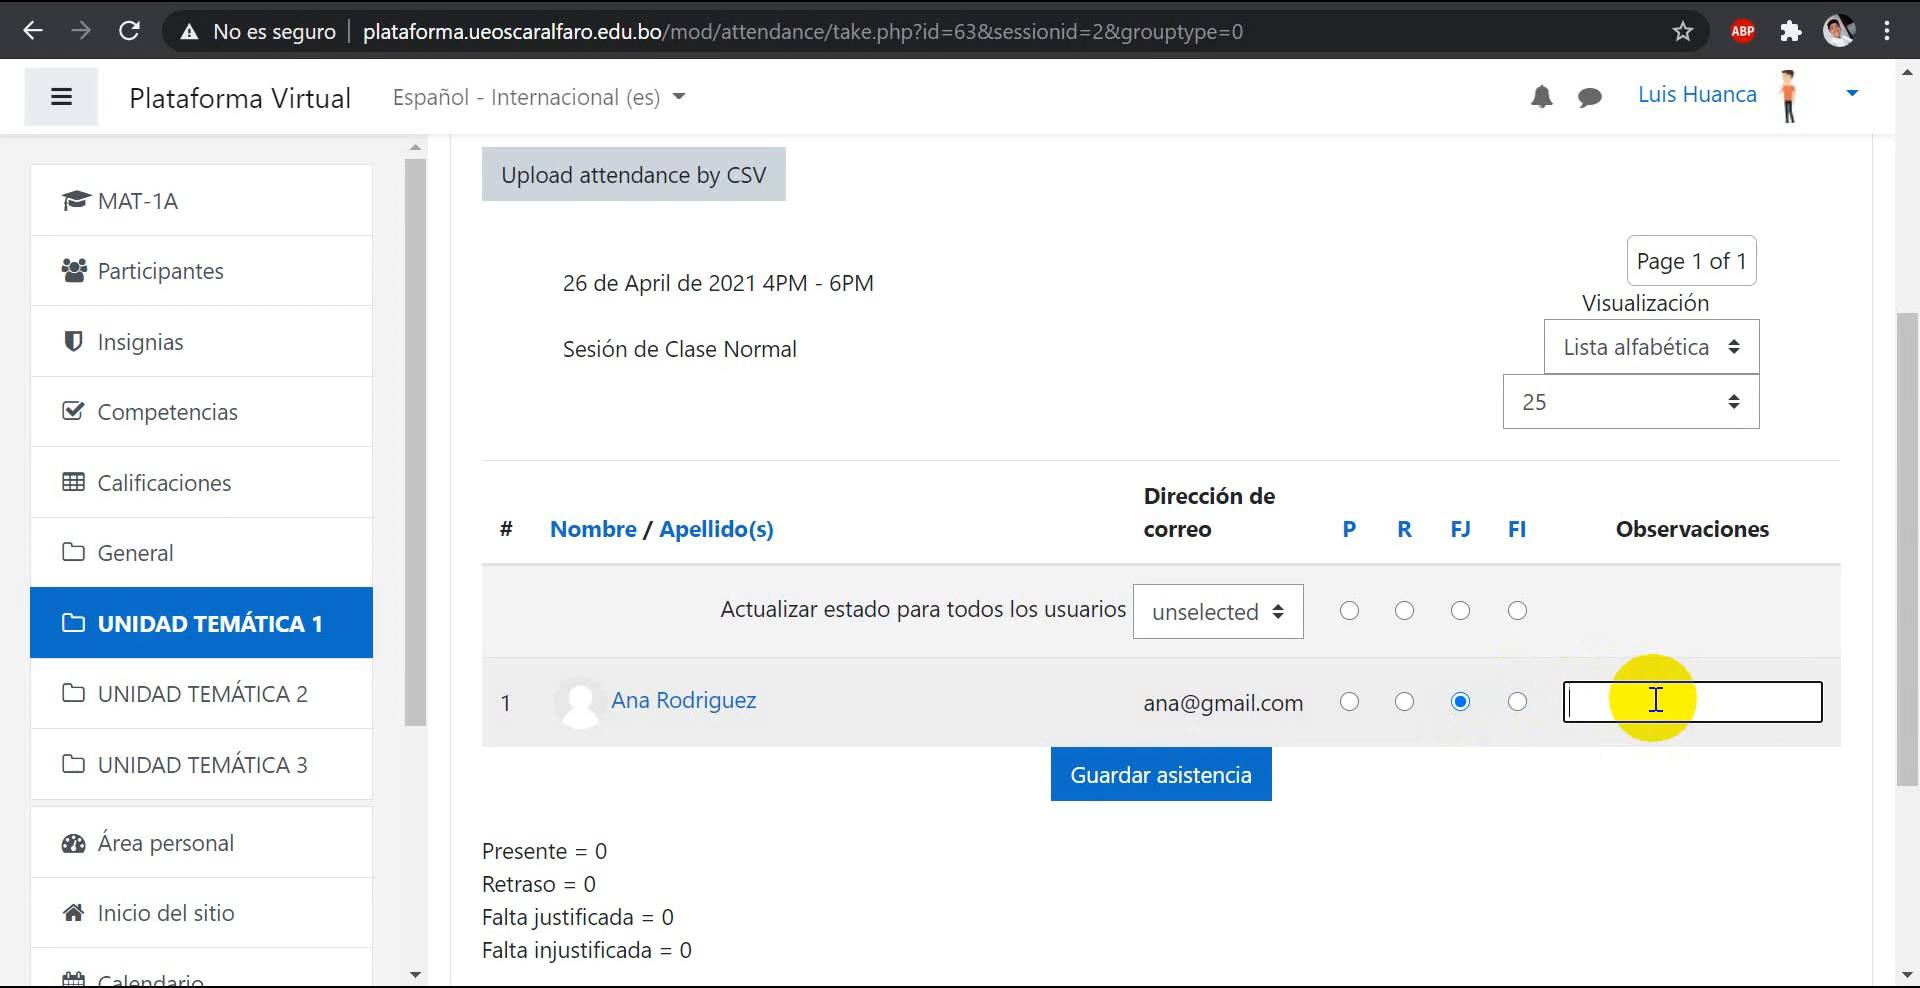 No es seguro
plataforma.ueoscaralfaro.edu.bo/mod/attendance/take.php?id=63&sessionid=2&grouptype=0
ABP
Plataforma Virtual
Español - Internacional (es)
Luis Huanca
MAT-1A
Participantes
Insignias
Competencias
Calificaciones
General
UNIDAD TEMÁTICA 1
UNIDAD TEMÁTICA 2
UNIDAD TEMÁTICA 3
Área personal
Inicio del sitio
Calendario
Upload attendance by CSV
26 de April de 2021 4PM - 6PM
Sesión de Clase Normal
Page 1 of 1
Visualización
Lista alfabética
25
# Nombre / Apellido(s) Dirección de correo P R FJ FI Observaciones
Actualizar estado para todos los usuarios unselected
1 Ana Rodriguez ana@gmail.com
Guardar asistencia
Presente = 0
Retraso = 0
Falta justificada = 0
Falta injustificada = 0